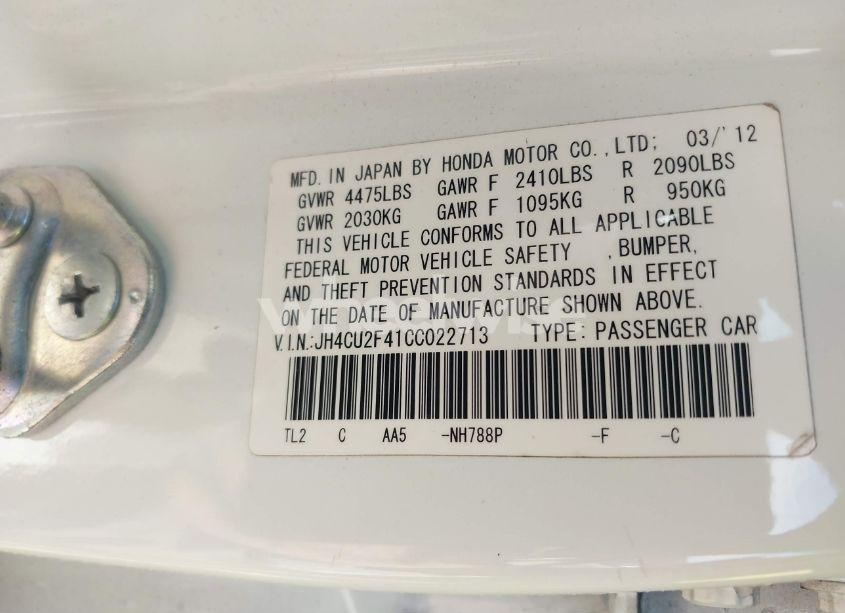 MFD. IN JAPAN BY HONDA MOTOR CO.,LTD; 03/'12
GVWR 4475LBS GAWR F 2410LBS R 2090LBS
GVWR 2030KG GAWR F 1095KG R 950KG
THIS VEHICLE CONFORMS TO ALL APPLICABLE
FEDERAL MOTOR VEHICLE SAFETY , BUMPER,
AND THEFT PREVENTION STANDARDS IN EFFECT
ON THE DATE OF MANUFACTURE SHOWN ABOVE.
V.I.N.:JH4CU2F41CC022713 TYPE: PASSENGER CAR
TL2 C AA5 -NH788P -F -C